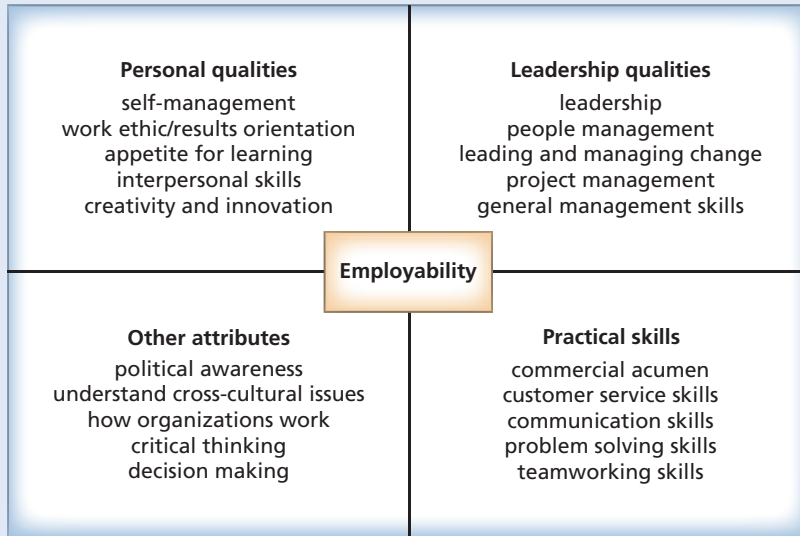 Personal qualities
self-management
work ethic/results orientation
appetite for learning
interpersonal skills
creativity and innovation
Leadership qualities
leadership
people management
leading and managing change
project management
general management skills
Employability
Other attributes
political awareness
understand cross-cultural issues
how organizations work
critical thinking
decision making
Practical skills
commercial acumen
customer service skills
communication skills
problem solving skills
teamworking skills